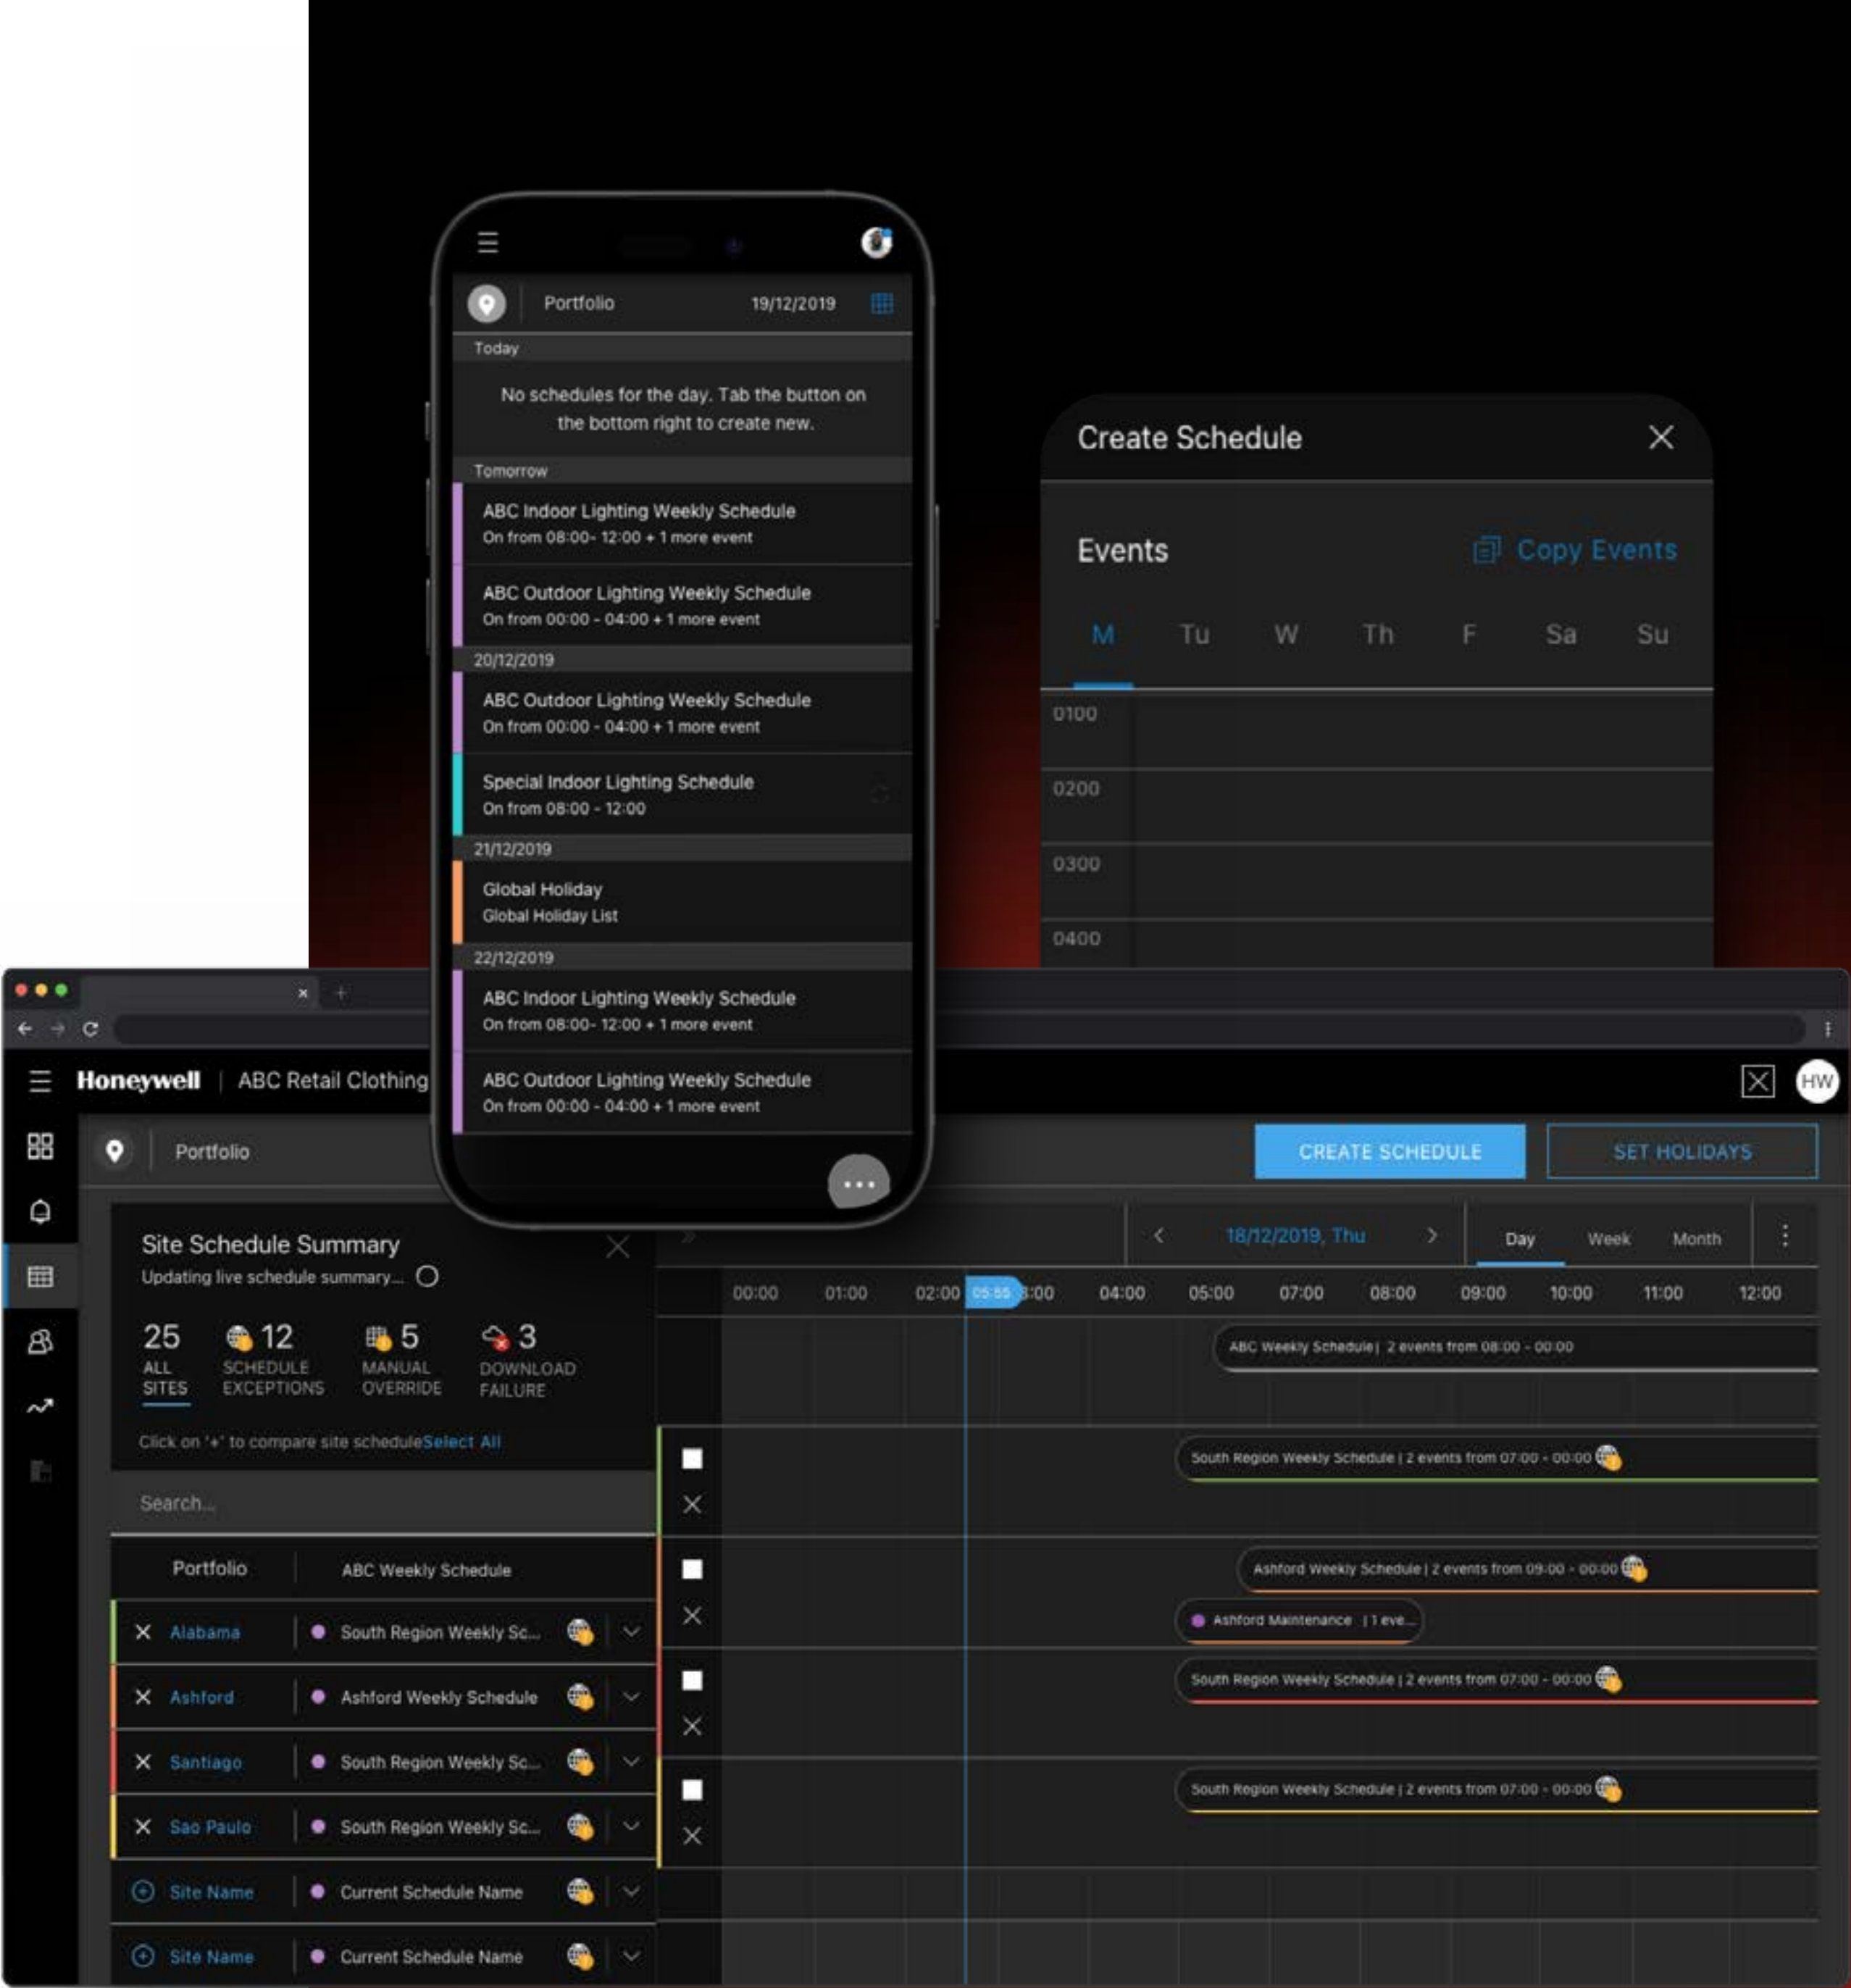 Portfolio
19/12/2019
Today
No schedules for the day. Tab the button on
the bottom right to create new.
Tomorrow
ABC Indoor Lighting Weekly Schedule
On from 08:00- 12:00 + 1 more event
ABC Outdoor Lighting Weekly Schedule
On from 00:00 - 04:00 + 1 more event
20/12/2019
ABC Outdoor Lighting Weekly Schedule
On from 00:00 - 04:00 + 1 more event
Special Indoor Lighting Schedule
On from 08:00 - 12:00
21/12/2019
Global Holiday
Global Holiday List
22/12/2019
ABC Indoor Lighting Weekly Schedule
On from 08:00- 12:00 + 1 more event
ABC Outdoor Lighting Weekly Schedule
On from 00:00 - 04:00 + 1 more event
Create Schedule
Events
Copy Events
M Tu W Th F Sa Su
0100
0200
0300
0400
Honeywell | ABC Retail Clothing
HW
Portfolio
CREATE SCHEDULE
SET HOLIDAYS
Site Schedule Summary
Updating live schedule summary...
25
ALL
SITES
12
SCHEDULE
EXCEPTIONS
5
MANUAL
OVERRIDE
3
DOWNLOAD
FAILURE
Click on '+' to compare site scheduleSelect All
Search...
Portfolio
ABC Weekly Schedule
Alabama
South Region Weekly Sc...
Ashford
Ashford Weekly Schedule
Santiago
South Region Weekly Sc...
Sao Paulo
South Region Weekly Sc...
Site Name
Current Schedule Name
Site Name
Current Schedule Name
18/12/2019, Thu
Day
Week
Month
00:00 01:00 02:00 05:55 3:00 04:00 05:00 07:00 08:00 09:00 10:00 11:00 12:00
ABC Weekly Schedule| 2 events from 08:00 - 00:00
South Region Weekly Schedule | 2 events from 07:00 - 00:00
Ashford Weekly Schedule | 2 events from 09:00 - 00:00
Ashford Maintenance | 1 eve...
South Region Weekly Schedule | 2 events from 07:00 - 00:00
South Region Weekly Schedule | 2 events from 07:00 - 00:00